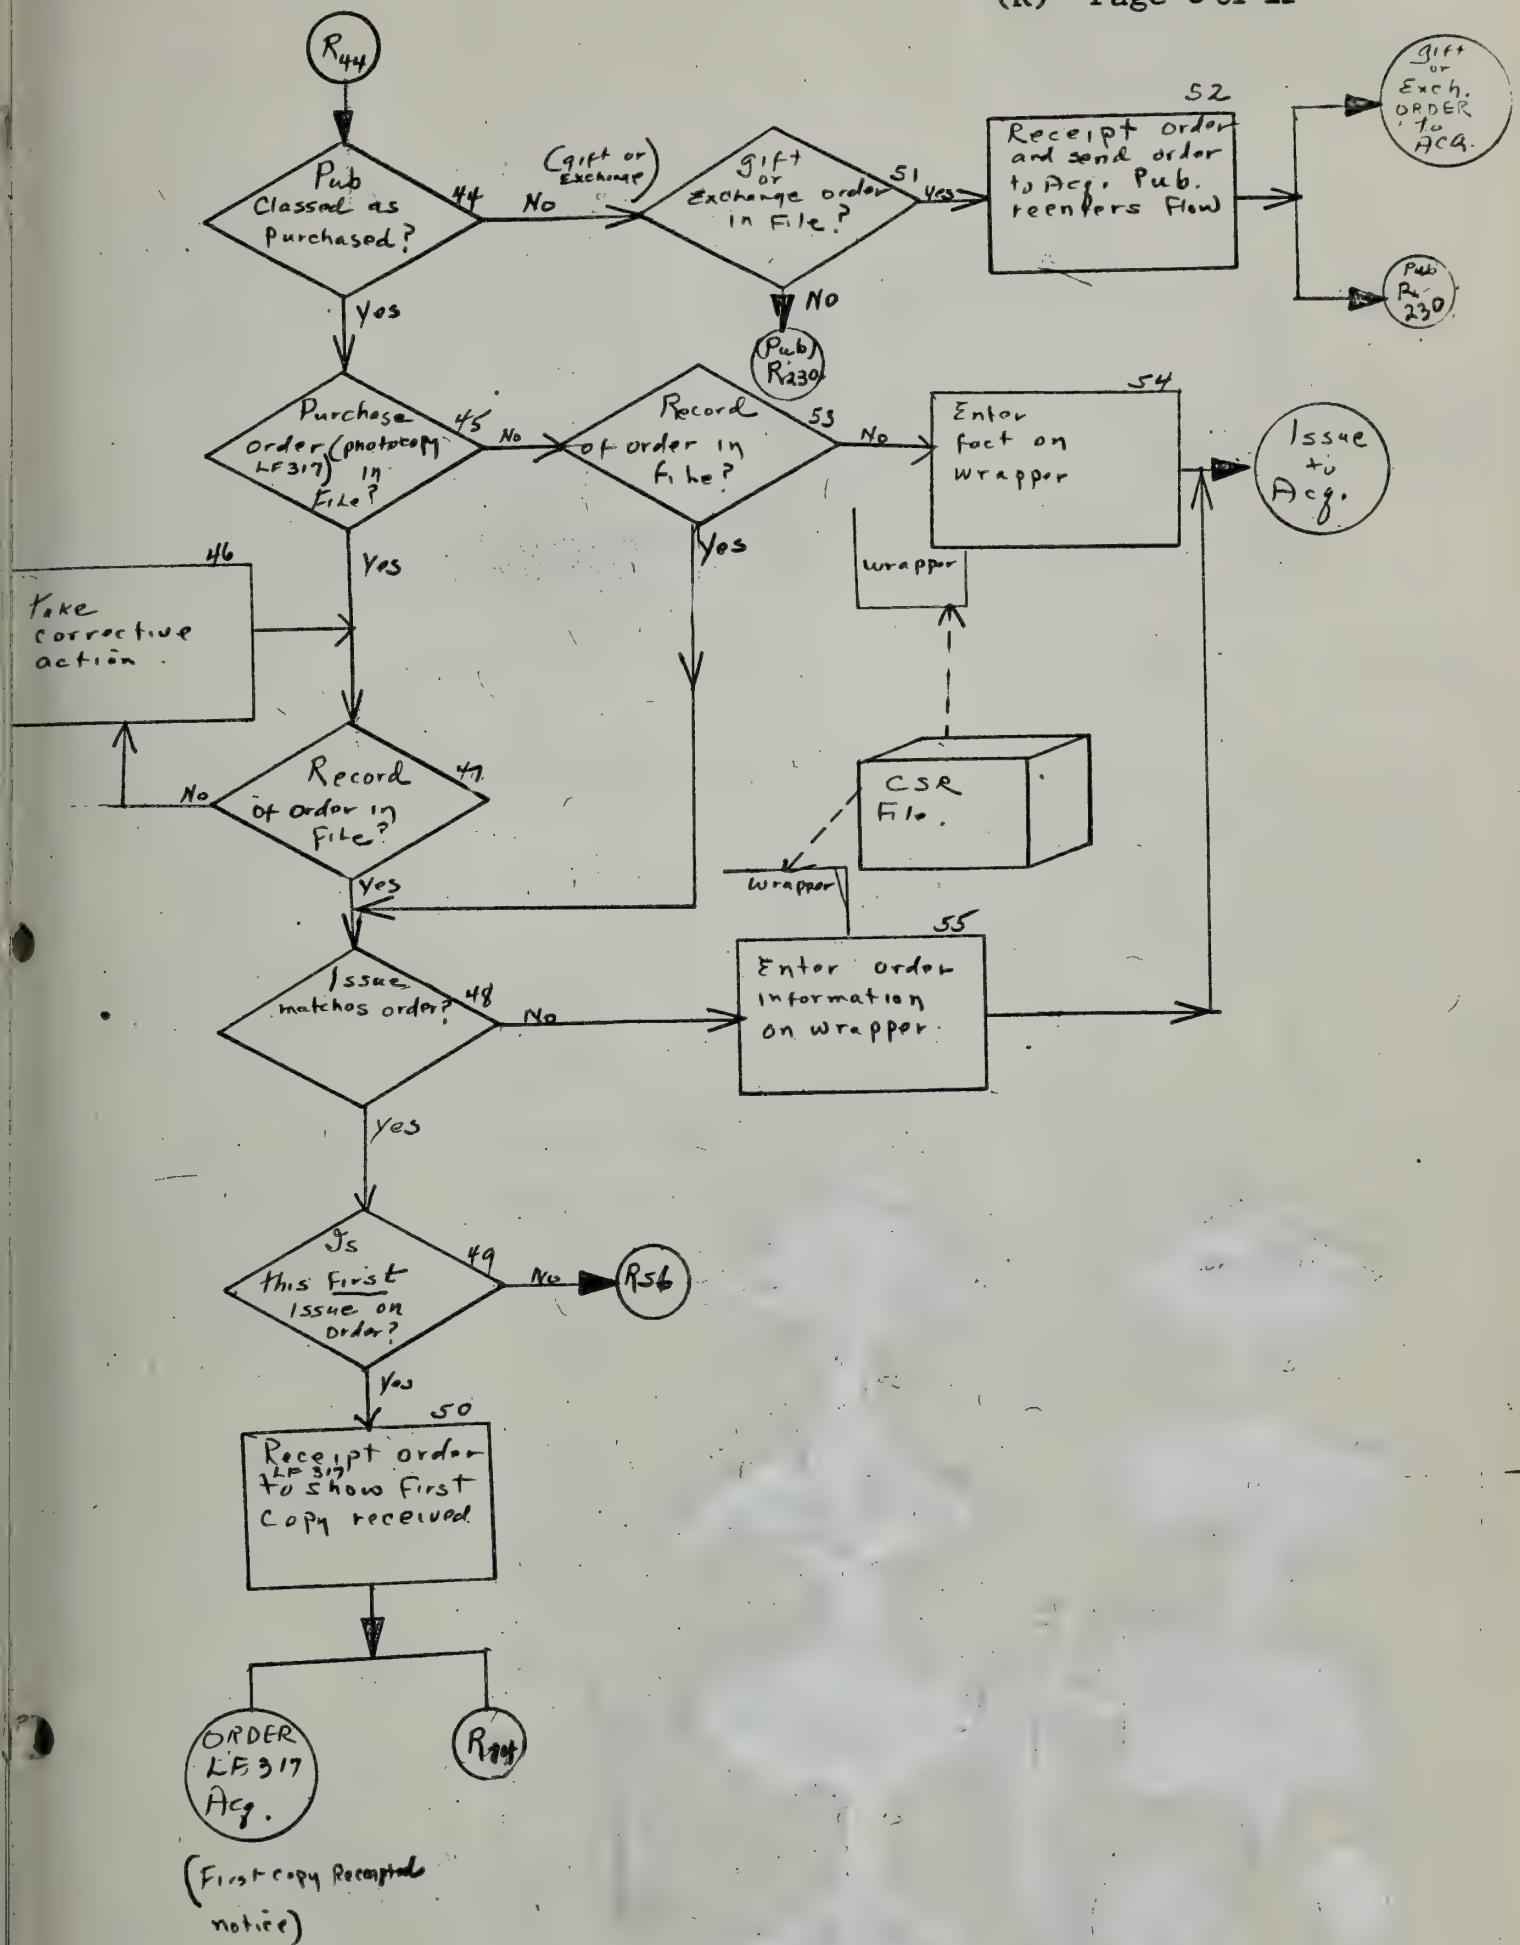 (R) Page
R44
Pub
Classed as
Purchased?
44
No
(gift or
Exchange)
gift
or
Exchange order
in File?
51
Yes
52
Receipt order
and send order
to Acq. Pub.
reenters Flow
gift
or
Exch.
ORDER
to
ACQ.
Pub
R-
230
No
(Pub)
R230
Yes
Purchase
order (photocopy
LF317) in
File?
45
No
Record
of order in
File?
53
No
54
Enter
fact on
wrapper
Issue
to
Acq.
Yes
Yes
wrapper
46
Take
corrective
action.
Record
of order in
File?
47
No
Yes
CSR
File.
wrapper
55
Enter order
information
on wrapper.
Issue
matches order?
48
No
Yes
Is
this First
issue on
order?
49
No
R56
Yes
50
Receipt order
LF 317
to show First
Copy received
ORDER
LF 317
Acq.
(First copy Receipted
notice)